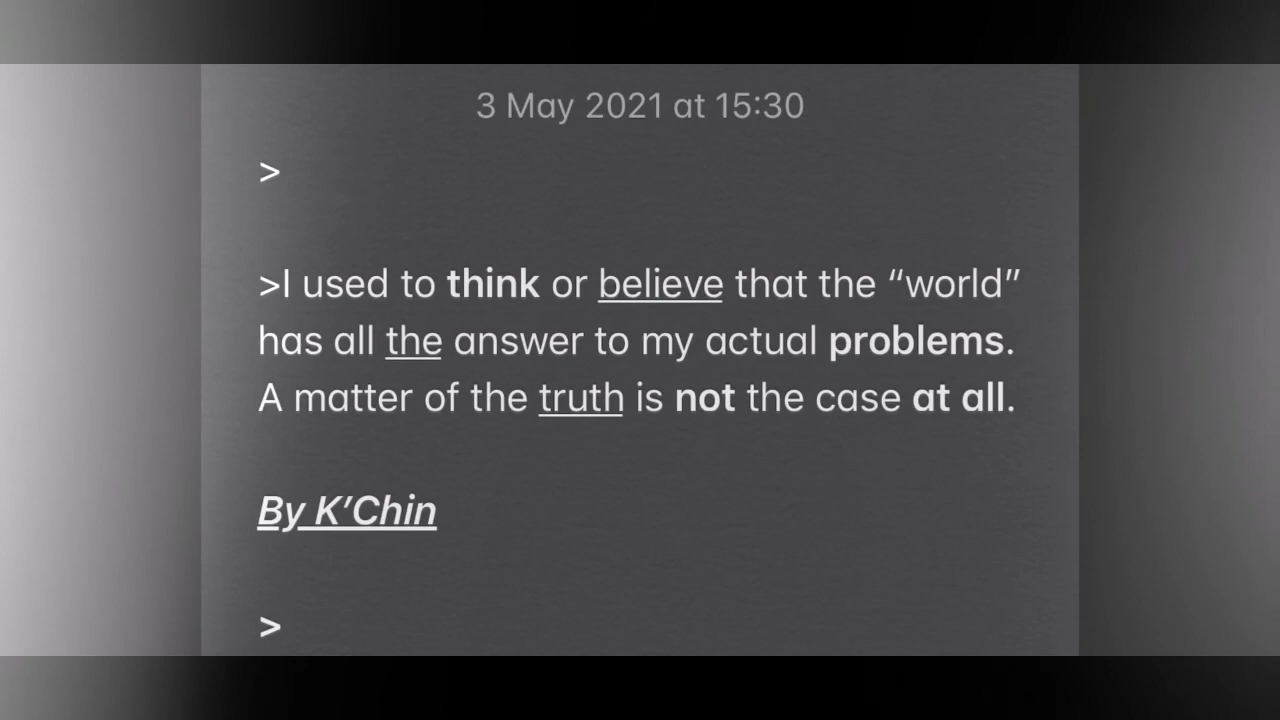 3 May 2021 at 15:30
>
>I used to think or believe that the “world”
has all the answer to my actual problems.
A matter of the truth is not the case at all.
By K’Chin
>